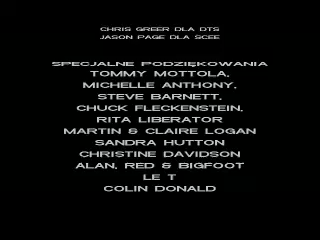 CHRIS GREER DLA DTS
JASON PAGE DLA SCEE
SPECJALNE PODZIĘKOWANIA
TOMMY MOTTOLA,
MICHELLE ANTHONY,
STEVE BARNETT,
CHUCK FLECKENSTEIN,
RITA LIBERATOR
MARTIN & CLAIRE LOGAN
SANDRA HUTTON
CHRISTINE DAVIDSON
ALAN, RED & BIGFOOT
LE T
COLIN DONALD